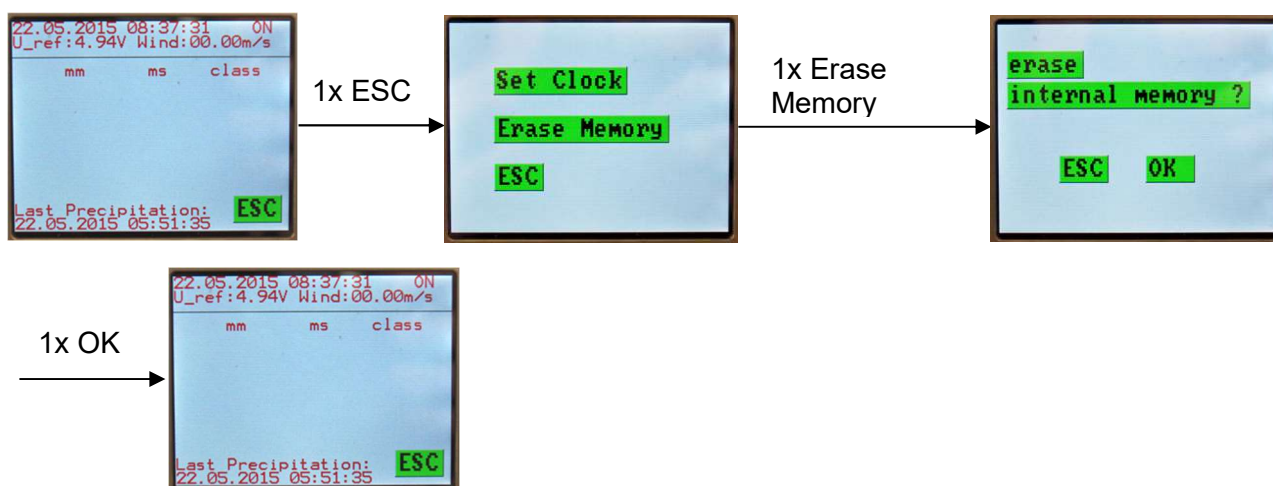 22.05.2015 08:37:31 ON
U_ref:4.94V Wind:00.00m/s
mm ms class
Last Precipitation:
22.05.2015 05:51:35
ESC
1x ESC
Set Clock
Erase Memory
ESC
1x Erase
Memory
erase
internal memory ?
ESC OK
1x OK
22.05.2015 08:37:31 ON
U_ref:4.94V Wind:00.00m/s
mm ms class
Last Precipitation:
22.05.2015 05:51:35
ESC